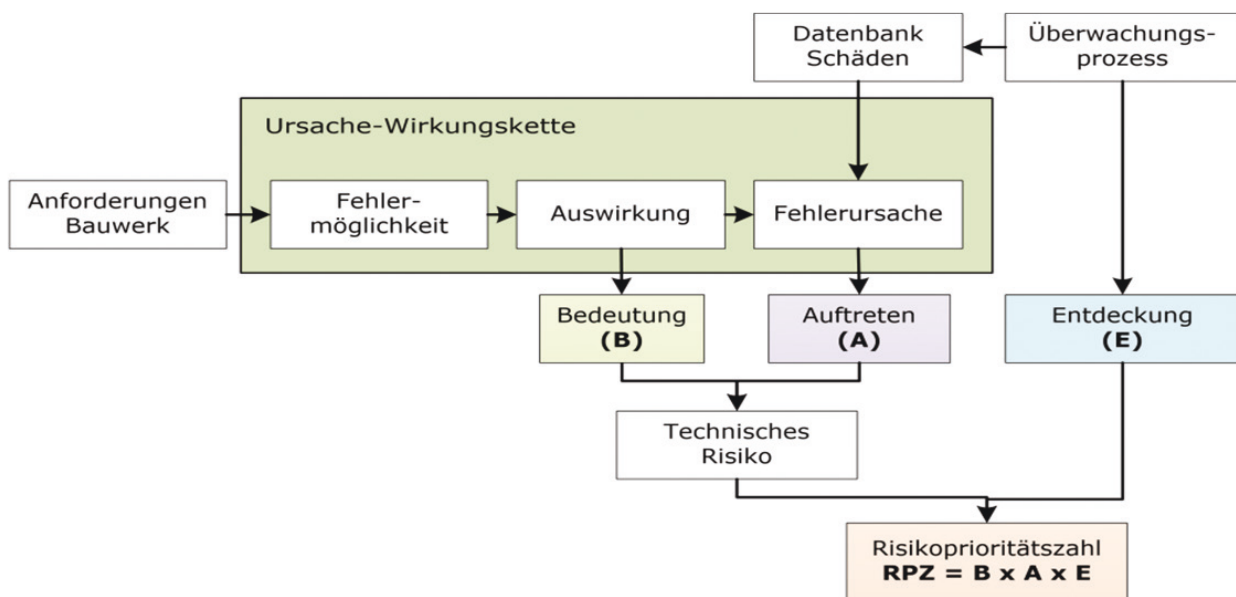 Datenbank
Schäden
Überwachungs-
prozess
Ursache-Wirkungskette
Anforderungen
Bauwerk
Fehler-
möglichkeit
Auswirkung
Fehlerursache
Bedeutung
(B)
Auftreten
(A)
Entdeckung
(E)
Technisches
Risiko
Risikoprioritätszahl
RPZ = B x A x E